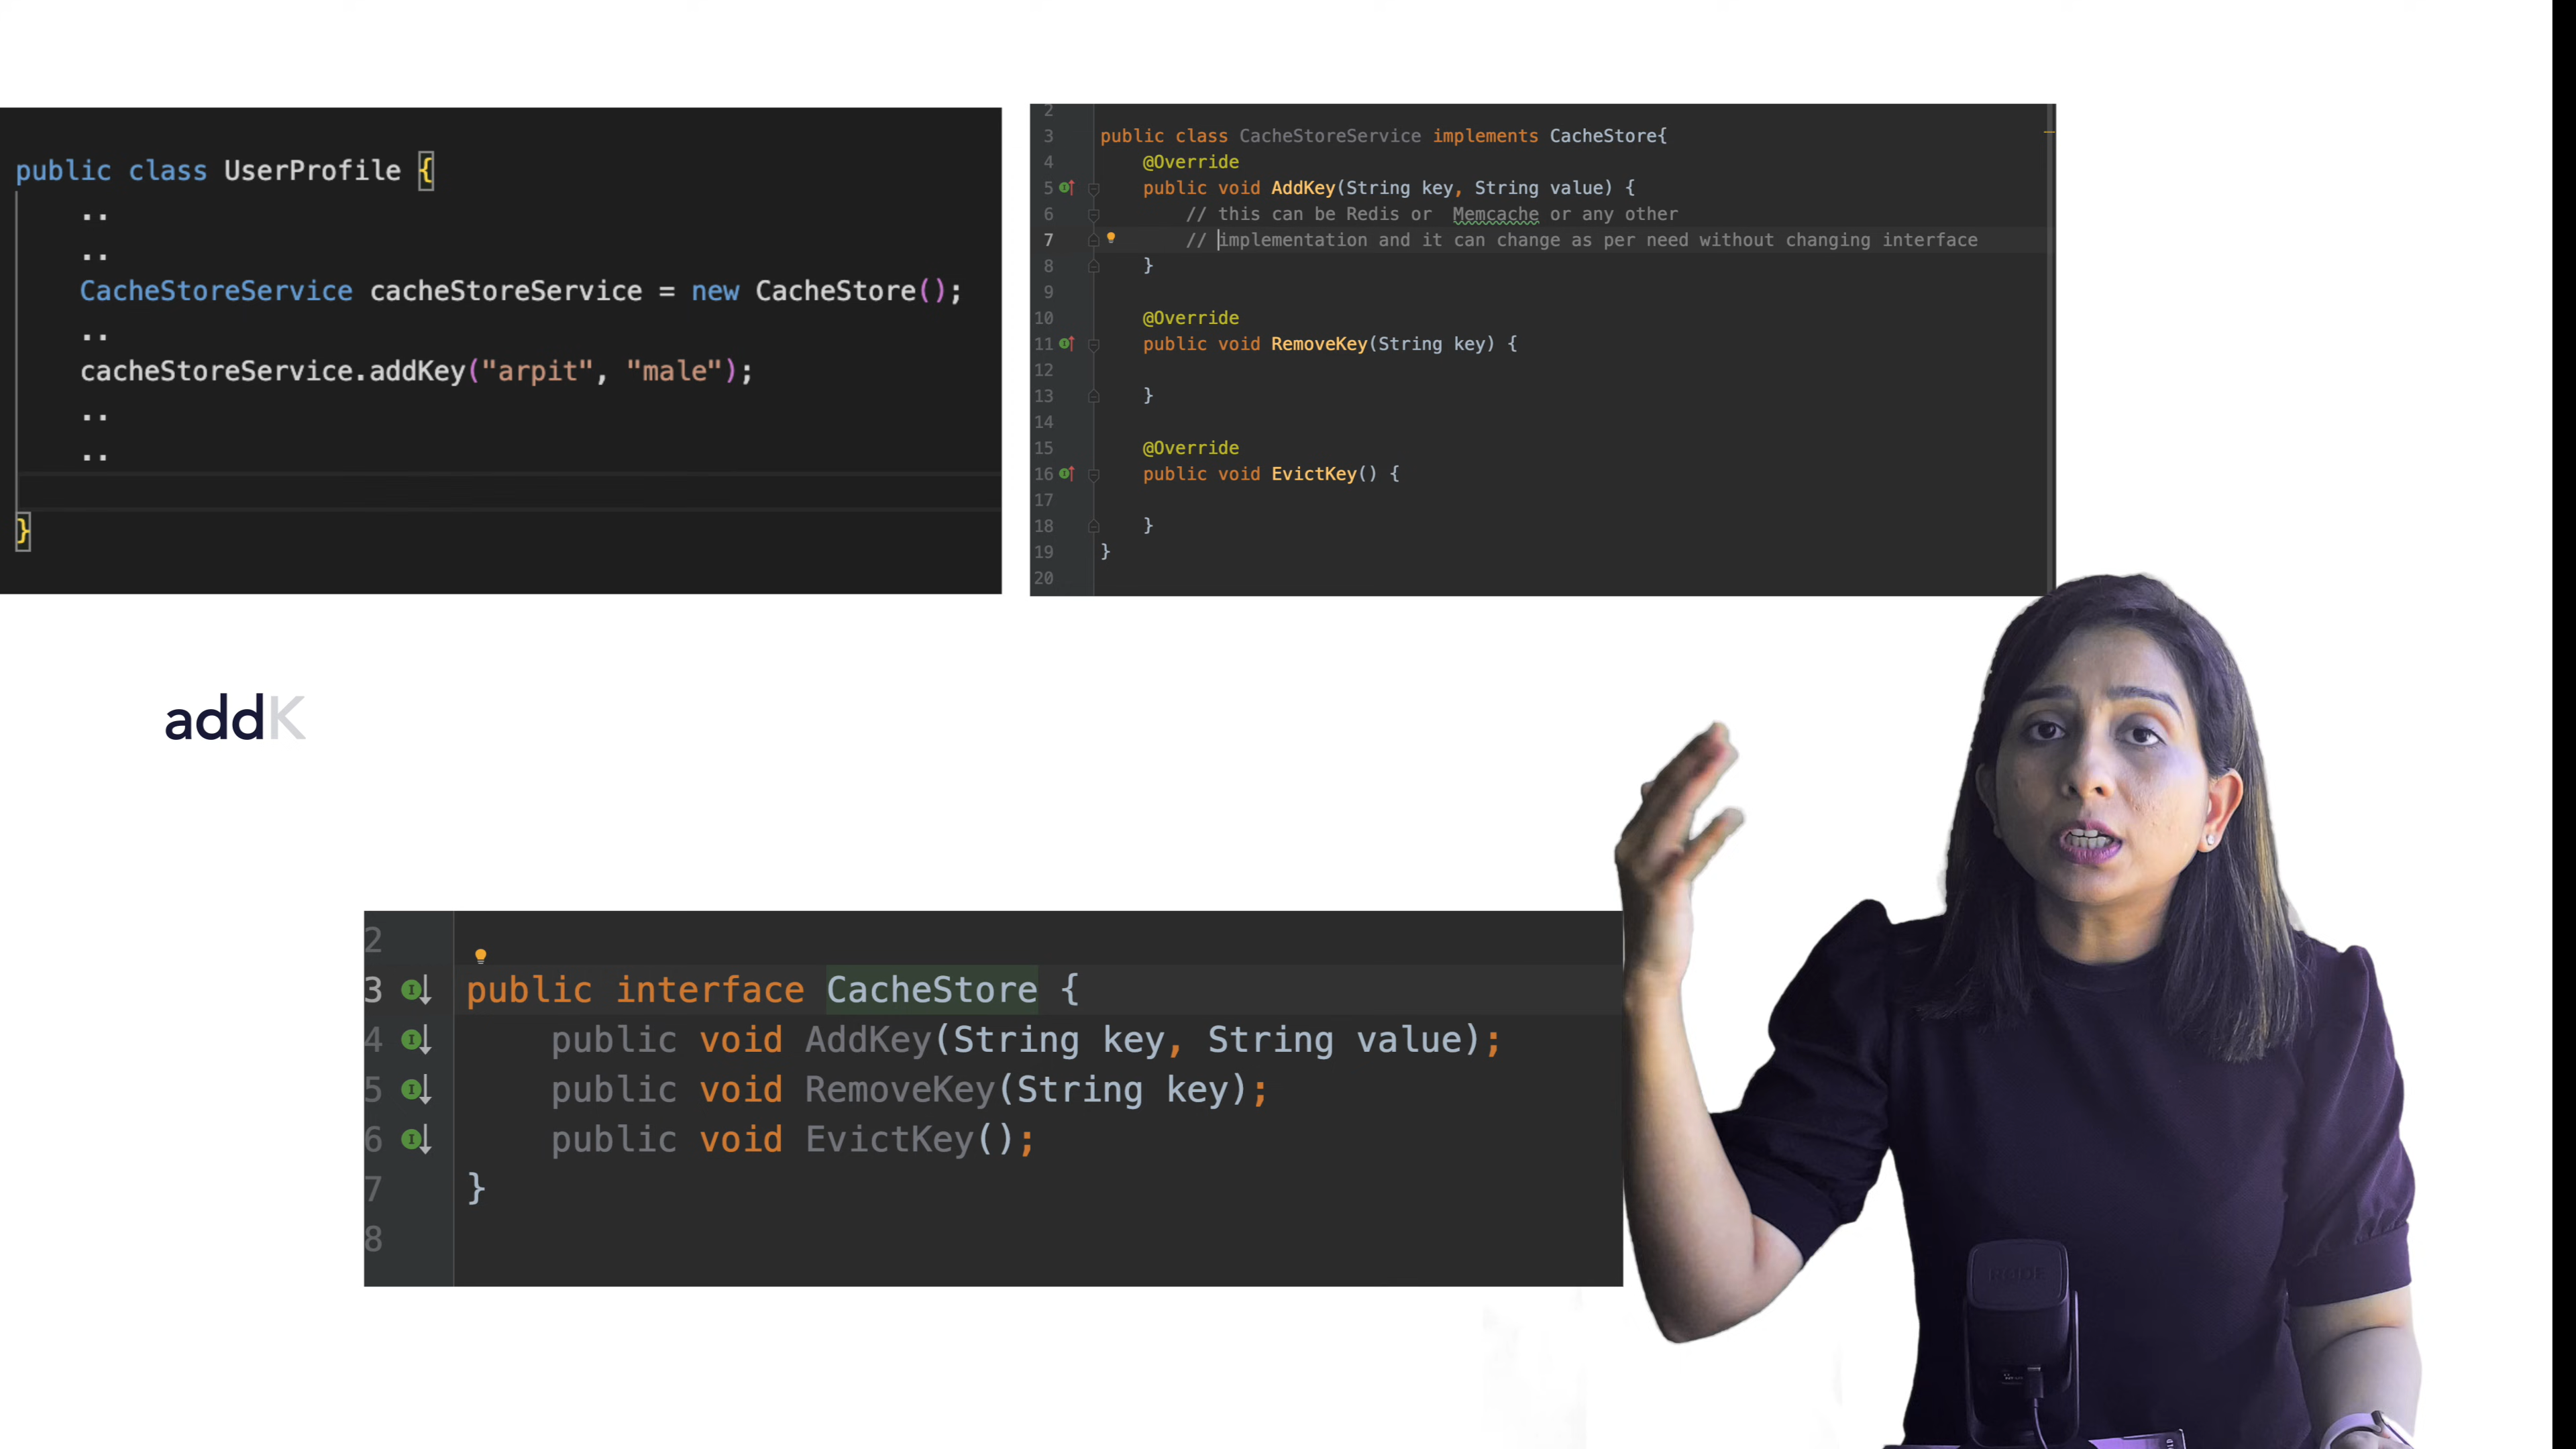 public class UserProfile {
..
..
CacheStoreService cacheStoreService = new CacheStore();
..
cacheStoreService.addKey("arpit", "male");
..
..
}
2
3 public class CacheStoreService implements CacheStore{
4 @Override
5 public void AddKey(String key, String value) {
6 // this can be Redis or Memcache or any other
7 // implementation and it can change as per need without changing interface
8 }
9
10 @Override
11 public void RemoveKey(String key) {
12
13 }
14
15 @Override
16 public void EvictKey() {
17
18 }
19 }
20
addK
2
3 public interface CacheStore {
4 public void AddKey(String key, String value);
5 public void RemoveKey(String key);
6 public void EvictKey();
7 }
8
RODE